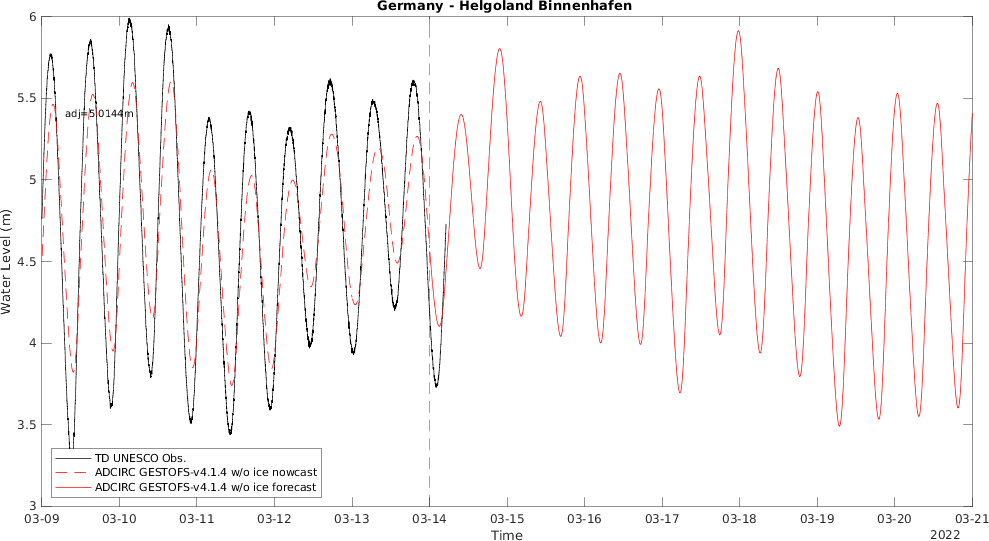 Germany - Helgoland Binnenhafen
6
5.5
5
4.5
4
3.5
3
Water Level (m)
adj=5.0144m
TD UNESCO Obs.
ADCIRC GESTOFS-v4.1.4 w/o ice nowcast
ADCIRC GESTOFS-v4.1.4 w/o ice forecast
03-09 03-10 03-11 03-12 03-13 03-14 03-15 03-16 03-17 03-18 03-19 03-20 03-21
Time
2022